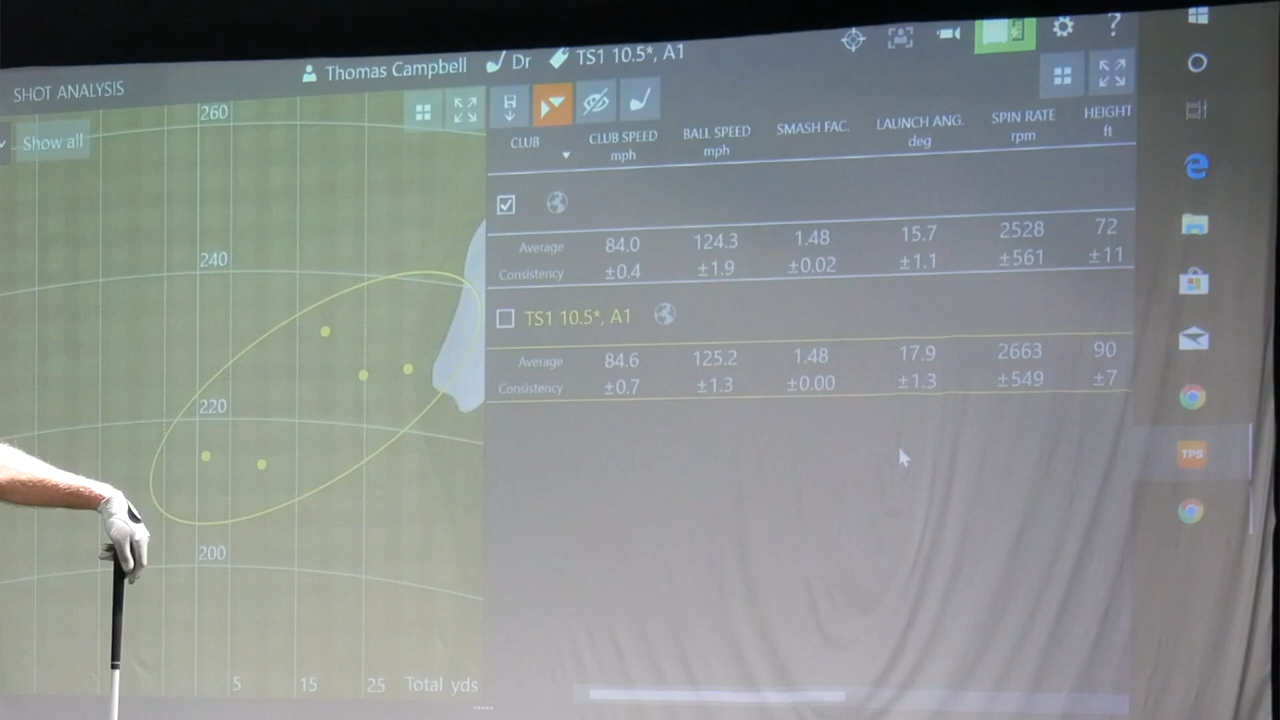 Thomas Campbell Dr TS1 10.5*, A1 ?
SHOT ANALYSIS
Show all
260
240
220
200
5 15 25 Total yds
CLUB CLUB SPEED BALL SPEED SMASH FAC. LAUNCH ANG. SPIN RATE HEIGHT
mph mph deg rpm ft
Average 84.0 124.3 1.48 15.7 2528 72
Consistency ±0.4 ±1.9 ±0.02 ±1.1 ±561 ±11
TS1 10.5*, A1
Average 84.6 125.2 1.48 17.9 2663 90
Consistency ±0.7 ±1.3 ±0.00 ±1.3 ±549 ±7
TPS